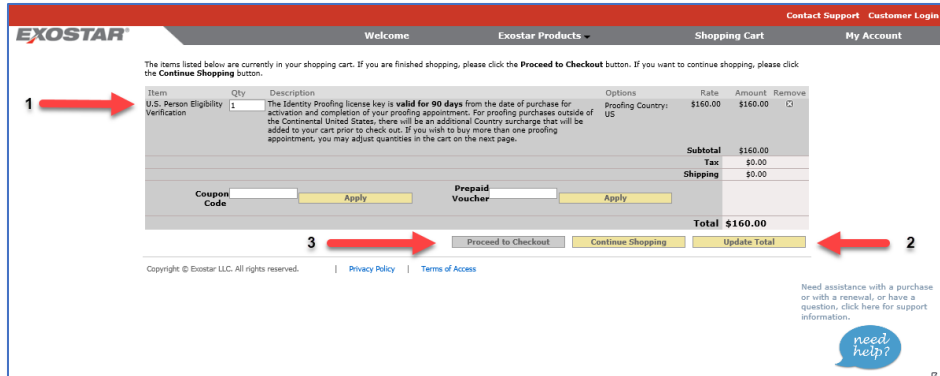 Contact Support Customer Login
EXOSTAR®
Welcome Exostar Products Shopping Cart My Account
The items listed below are currently in your shopping cart. If you are finished shopping, please click the Proceed to Checkout button. If you want to continue shopping, please click
the Continue Shopping button.
Item Qty Description Options Rate Amount Remove
1
U.S. Person Eligibility 1 The Identity Proofing license key is valid for 90 days from the date of purchase for Proofing Country: $160.00 $160.00
Verification activation and completion of your proofing appointment. For proofing purchases outside of US
the Continental United States, there will be an additional Country surcharge that will be
added to your cart prior to check out. If you wish to buy more than one proofing
appointment, you may adjust quantities in the cart on the next page.
Subtotal $160.00
Tax $0.00
Shipping $0.00
Coupon Code Apply Prepaid Voucher Apply
Total $160.00
3 Proceed to Checkout Continue Shopping Update Total 2
Copyright © Exostar LLC. All rights reserved. | Privacy Policy | Terms of Access
Need assistance with a purchase
or with a renewal, or have a
question, click here for support
information.
need
help?